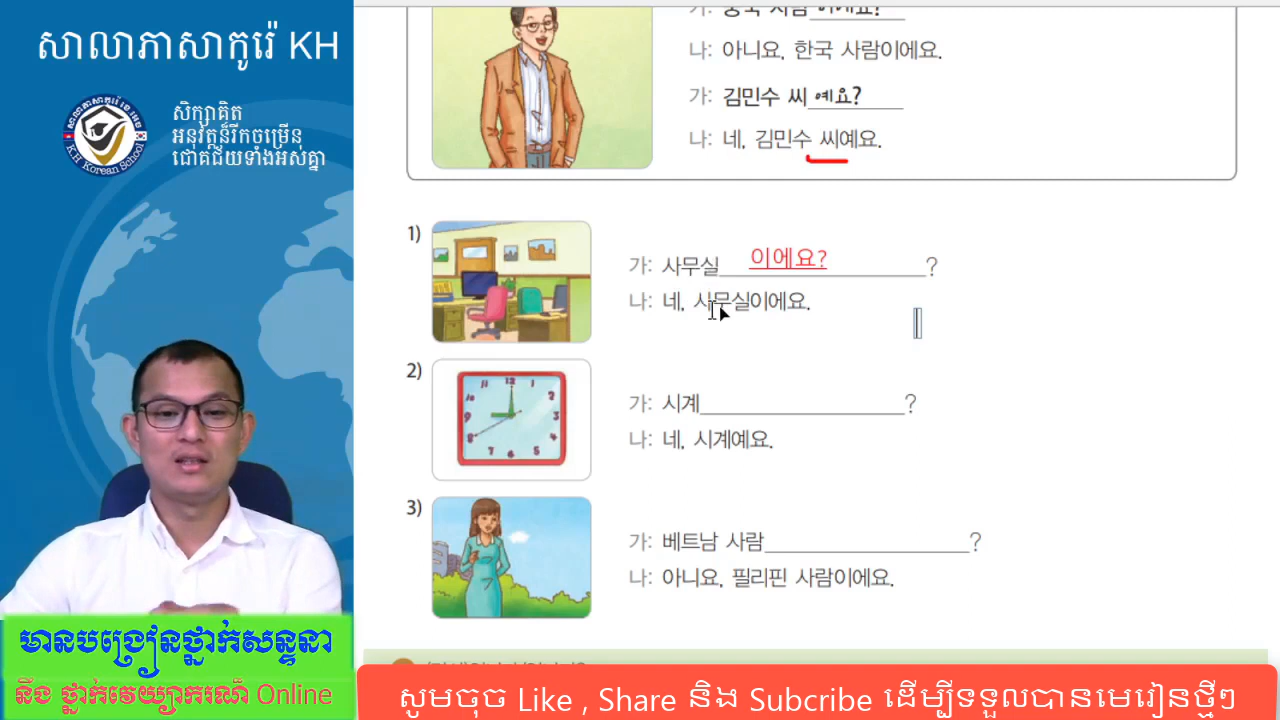 សាលាភាសាកូរ៉េ KH
សិក្សាគិត
អនុវត្តន៍រីកចម្រើន
ជោគជ័យទាំងអស់គ្នា
K.H Korean School
나: 아니요, 한국 사람이에요.
가: 김민수 씨 예요?
나: 네, 김민수 씨예요.
1)
가: 사무실 이에요? ?
나: 네, 사무실이에요.
2)
가: 시계 ?
나: 네, 시계예요.
3)
가: 베트남 사람 ?
나: 아니요, 필리핀 사람이에요.
មានបង្រៀនថ្នាក់សន្ទនា
និង ថ្នាក់វេយ្យាករណ៍ Online
សូមចុច Like , Share និង Subcribe ដើម្បីទទួលបានមេរៀនថ្មីៗ